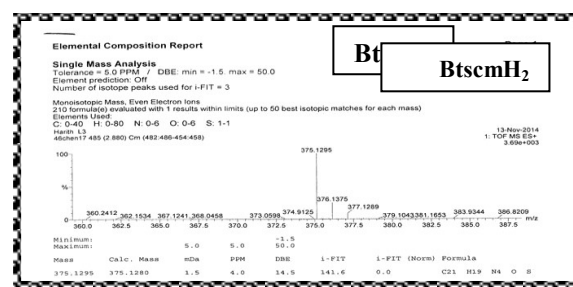 Elemental Composition Report
Bt
BtscmH₂
Single Mass Analysis
Tolerance = 5.0 PPM / DBE: min = -1.5, max = 50.0
Element prediction: Off
Number of isotope peaks used for i-FIT = 3
Monoisotopic Mass, Even Electron Ions
210 formula(e) evaluated with 1 results within limits (up to 50 best isotopic matches for each mass)
Elements Used:
C: 0-40 H: 0-80 N: 0-6 O: 0-6 S: 1-1
Harith L3 13-Nov-2014
46chen17 485 (2.880) Cm (482:486-454:458) 1: TOF MS ES+
3.69e+003
375.1295
100
%
376.1375
377.1289
360.2412 362.1534 367.1241 368.0458 373.0598 374.9125 379.1043 381.1653 383.9344 386.8209
0 m/z
360.0 362.5 365.0 367.5 370.0 372.5 375.0 377.5 380.0 382.5 385.0 387.5
Minimum: -1.5
Maximum: 5.0 5.0 50.0
Mass Calc. Mass mDa PPM DBE i-FIT i-FIT (Norm) Formula
375.1295 375.1280 1.5 4.0 14.5 141.6 0.0 C21 H19 N4 O S